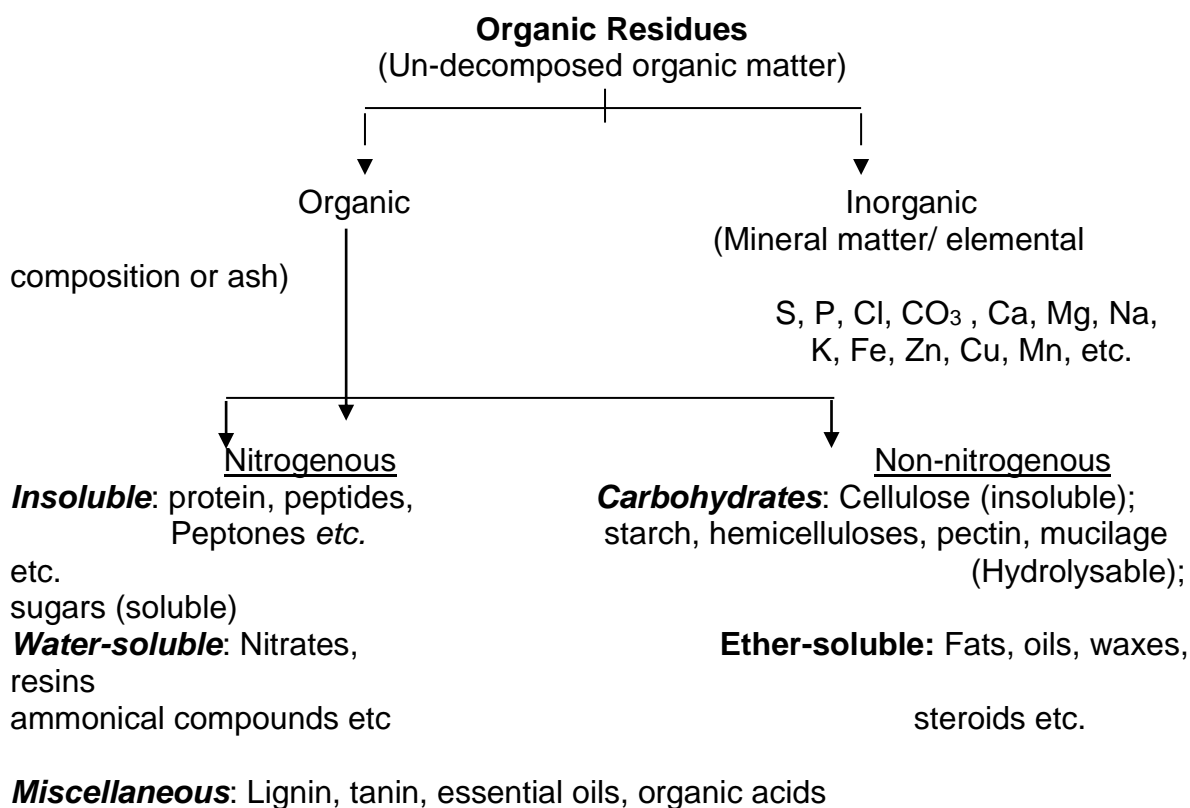 Organic Residues
(Un-decomposed organic matter)
Organic Inorganic
(Mineral matter/ elemental
composition or ash)
S, P, Cl, CO₃ , Ca, Mg, Na,
K, Fe, Zn, Cu, Mn, etc.
Nitrogenous Non-nitrogenous
Insoluble: protein, peptides, Carbohydrates: Cellulose (insoluble);
Peptones etc. starch, hemicelluloses, pectin, mucilage
etc. (Hydrolysable);
sugars (soluble)
Water-soluble: Nitrates, Ether-soluble: Fats, oils, waxes,
resins
ammonical compounds etc steroids etc.
Miscellaneous: Lignin, tanin, essential oils, organic acids